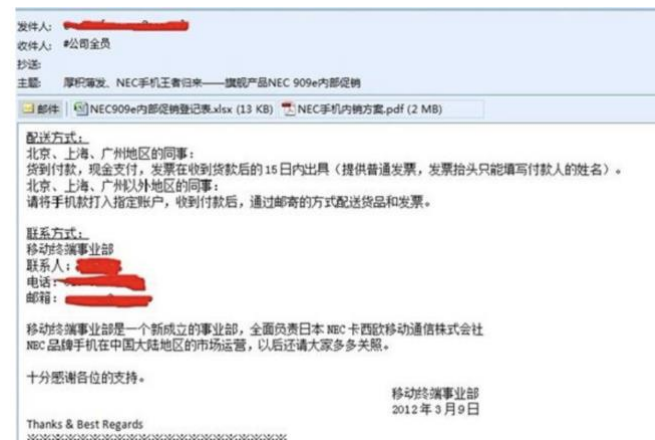 发件人:
收件人: #公司全员
抄送:
主题: 厚积薄发、NEC手机王者归来——旗舰产品NEC 909e内部促销
邮件 NEC909e内部促销登记表.xlsx (13 KB) NEC手机内销方案.pdf (2 MB)
配送方式:
北京、上海、广州地区的同事:
货到付款,现金支付,发票在收到货款后的15日内出具(提供普通发票,发票抬头只能填写付款人的姓名)。
北京、上海、广州以外地区的同事:
请将手机款打入指定账户,收到付款后,通过邮寄的方式配送货品和发票。
联系方式:
移动终端事业部
联系人:
电话:
邮箱:
移动终端事业部是一个新成立的事业部,全面负责日本 NEC 卡西欧移动通信株式会社
NEC 品牌手机在中国大陆地区的市场运营,以后还请大家多多关照。
十分感谢各位的支持。
移动终端事业部
2012 年 3 月 9 日
Thanks & Best Regards